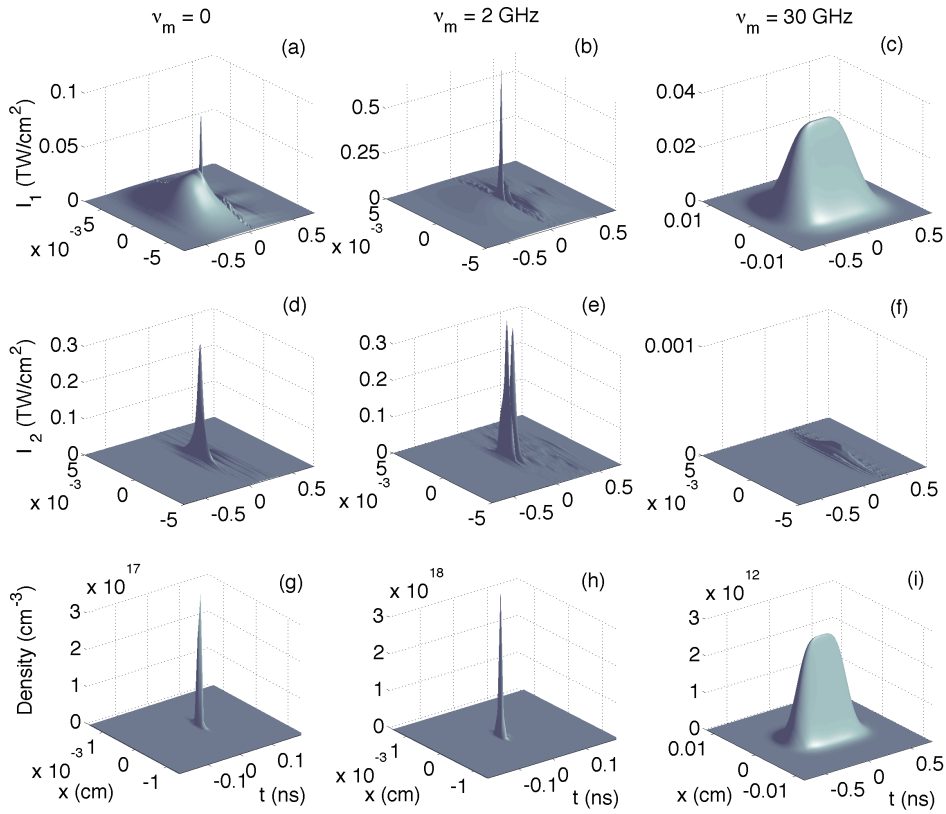 ν_m = 0
ν_m = 2 GHz
ν_m = 30 GHz
(a)
(b)
(c)
I_1 (TW/cm^2)
0.1
0.05
0
5
x 10^-3
0
-5
-0.5
0
0.5
0.5
0.25
0
5
x 10^-3
0
-5
-0.5
0
0.5
0.04
0.02
0
0.01
0
-0.01
-0.5
0
0.5
(d)
(e)
(f)
I_2 (TW/cm^2)
0.3
0.2
0.1
0
5
x 10^-3
0
-5
-0.5
0
0.5
0.3
0.2
0.1
0
5
x 10^-3
0
-5
-0.5
0
0.5
0.001
0
5
x 10^-3
0
-5
-0.5
0
0.5
(g)
(h)
(i)
Density (cm^-3)
x 10^17
3
2
1
0
1
x 10^-3
0
-1
x (cm)
-0.1
0
0.1
t (ns)
x 10^18
3
2
1
0
1
x 10^-3
0
-1
x (cm)
-0.1
0
0.1
t (ns)
x 10^12
3
2
1
0
0.01
0
-0.01
x (cm)
-0.5
0
0.5
t (ns)